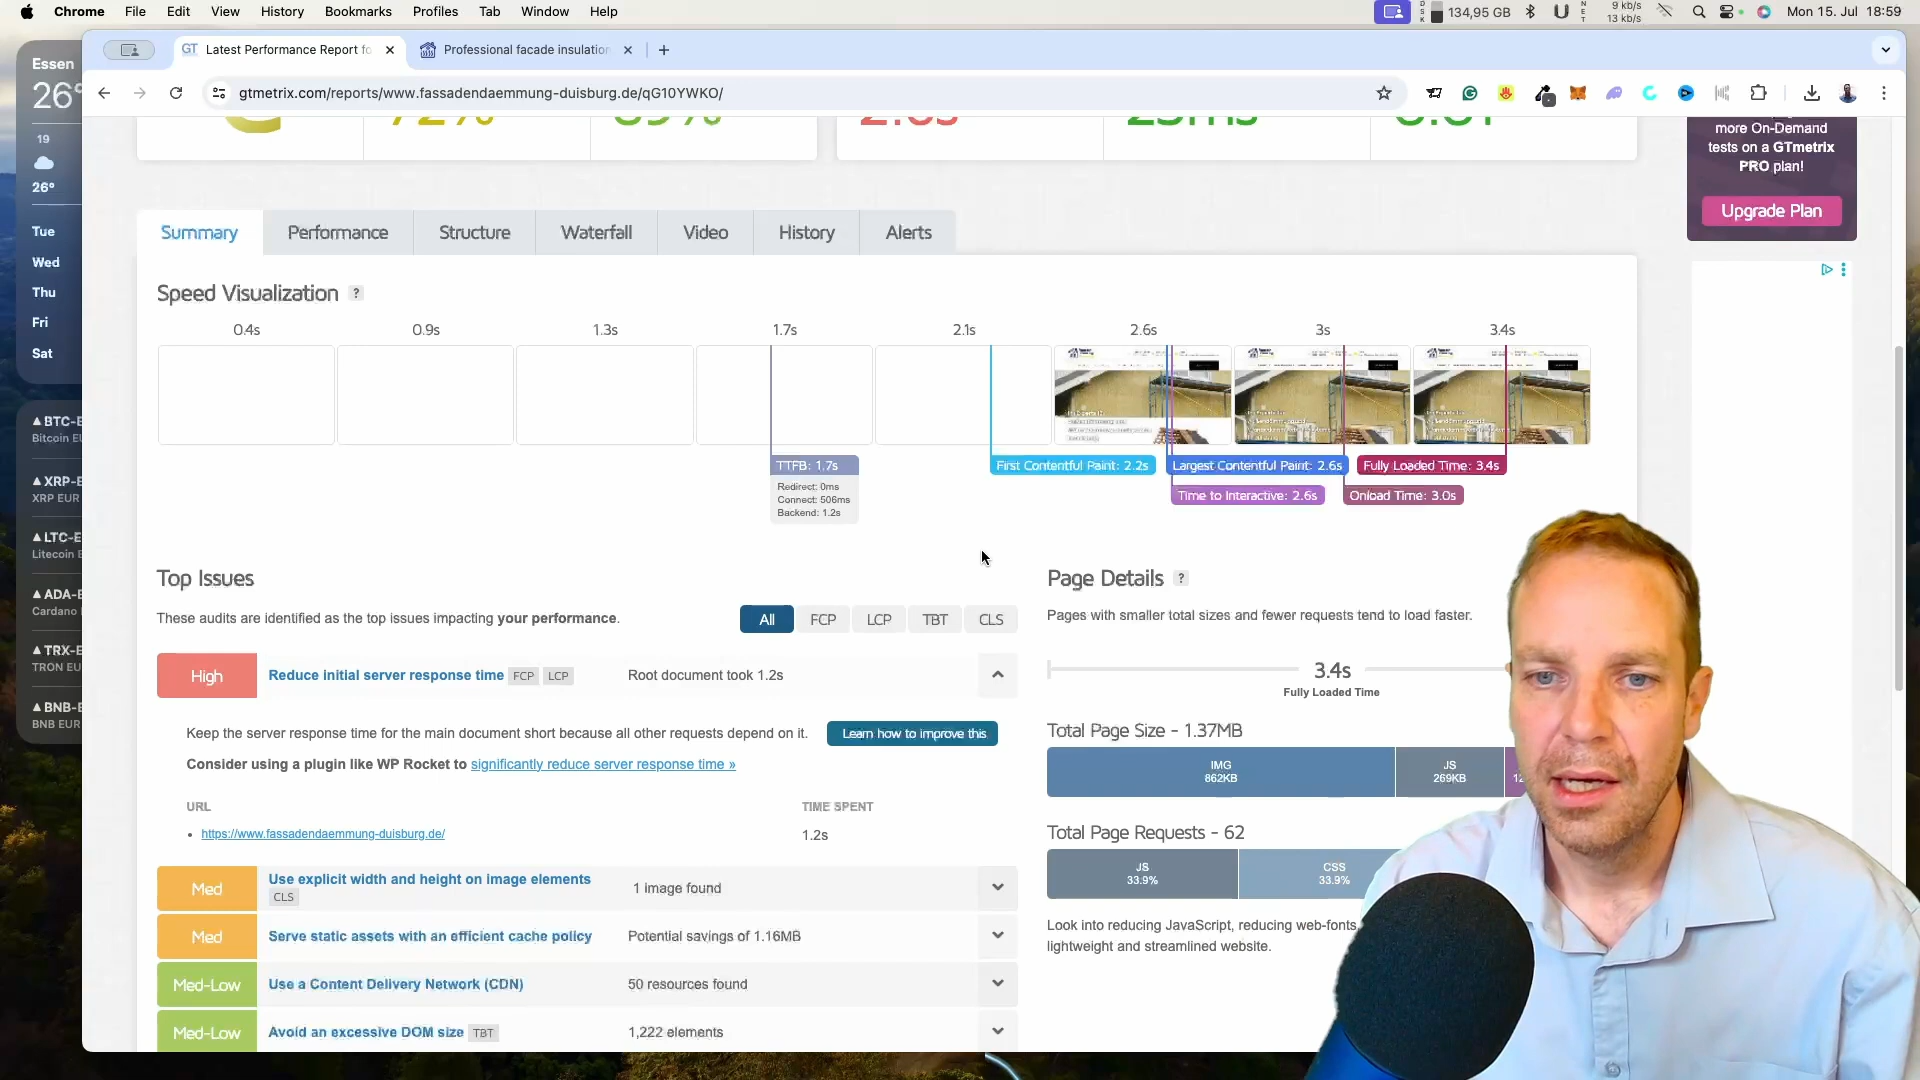 Chrome File Edit View History Bookmarks Profiles Tab Window Help
134,95 GB
9 kb/s
13 kb/s
Mon 15. Jul 18:59
Essen
26°
19
26°
Tue
Wed
Thu
Fri
Sat
BTC-E
Bitcoin EU
XRP-E
XRP EUR
LTC-E
Litecoin E
ADA-E
Cardano
TRX-E
TRON EU
BNB-E
BNB EUR
GT Latest Performance Report fo
Professional facade insulation
gtmetrix.com/reports/www.fassadendaemmung-duisburg.de/qG10YWKO/
more On-Demand
tests on a GTmetrix
PRO plan!
Upgrade Plan
Summary Performance Structure Waterfall Video History Alerts
Speed Visualization ?
0.4s 0.9s 1.3s 1.7s 2.1s 2.6s 3s 3.4s
TTFB: 1.7s
Redirect: 0ms
Connect: 506ms
Backend: 1.2s
First Contentful Paint: 2.2s
Largest Contentful Paint: 2.6s
Fully Loaded Time: 3.4s
Time to Interactive: 2.6s
Onload Time: 3.0s
Top Issues
These audits are identified as the top issues impacting your performance.
All FCP LCP TBT CLS
High Reduce initial server response time FCP LCP Root document took 1.2s
Keep the server response time for the main document short because all other requests depend on it. Learn how to improve this
Consider using a plugin like WP Rocket to significantly reduce server response time »
URL TIME SPENT
• https://www.fassadendaemmung-duisburg.de/ 1.2s
Med Use explicit width and height on image elements 1 image found
CLS
Med Serve static assets with an efficient cache policy Potential savings of 1.16MB
Med-Low Use a Content Delivery Network (CDN) 50 resources found
Med-Low Avoid an excessive DOM size TBT 1,222 elements
Page Details ?
Pages with smaller total sizes and fewer requests tend to load faster.
3.4s
Fully Loaded Time
Total Page Size - 1.37MB
IMG
862KB
JS
269KB
Total Page Requests - 62
JS
33.9%
CSS
33.9%
Look into reducing JavaScript, reducing web-fonts,
lightweight and streamlined website.